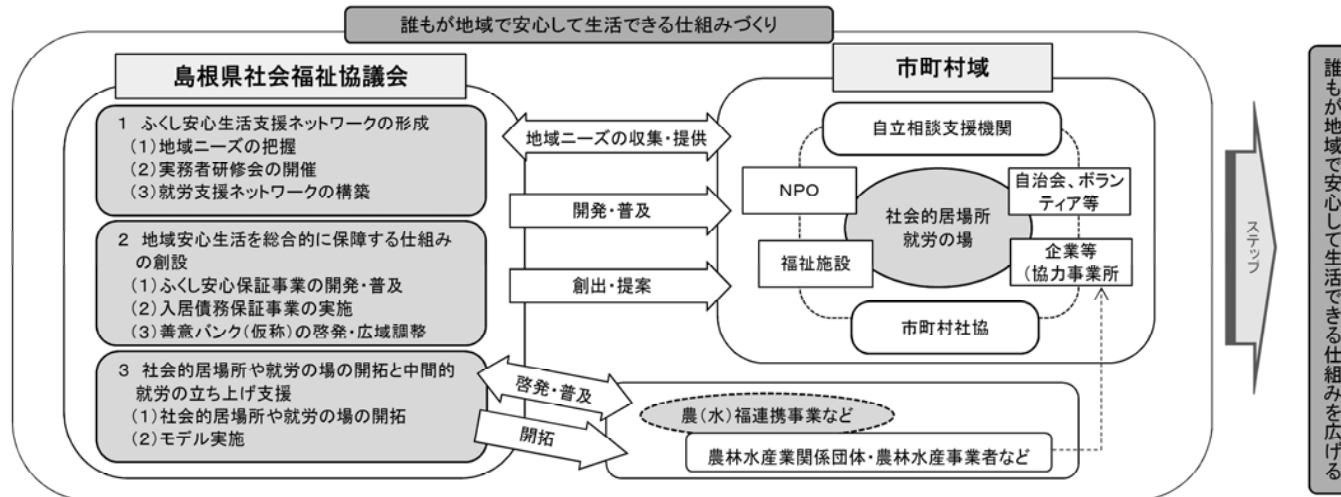 誰もが地域で安心して生活できる仕組みづくり
島根県社会福祉協議会
1 ふくし安心生活支援ネットワークの形成
(1)地域ニーズの把握
(2)実務者研修会の開催
(3)就労支援ネットワークの構築
2 地域安心生活を総合的に保障する仕組み
の創設
(1)ふくし安心保証事業の開発・普及
(2)入居債務保証事業の実施
(3)善意バンク(仮称)の啓発・広域調整
3 社会的居場所や就労の場の開拓と中間的
就労の立ち上げ支援
(1)社会的居場所や就労の場の開拓
(2)モデル実施
地域ニーズの収集・提供
開発・普及
創出・提案
啓発・普及
開拓
市町村域
自立相談支援機関
NPO
自治会、ボラン
ティア等
社会的居場所
就労の場
福祉施設
企業等
(協力事業所
市町村社協
農(水)福連携事業など
農林水産業関係団体・農林水産事業者など
ステップ
誰もが地域で安心して生活できる仕組みを広げる